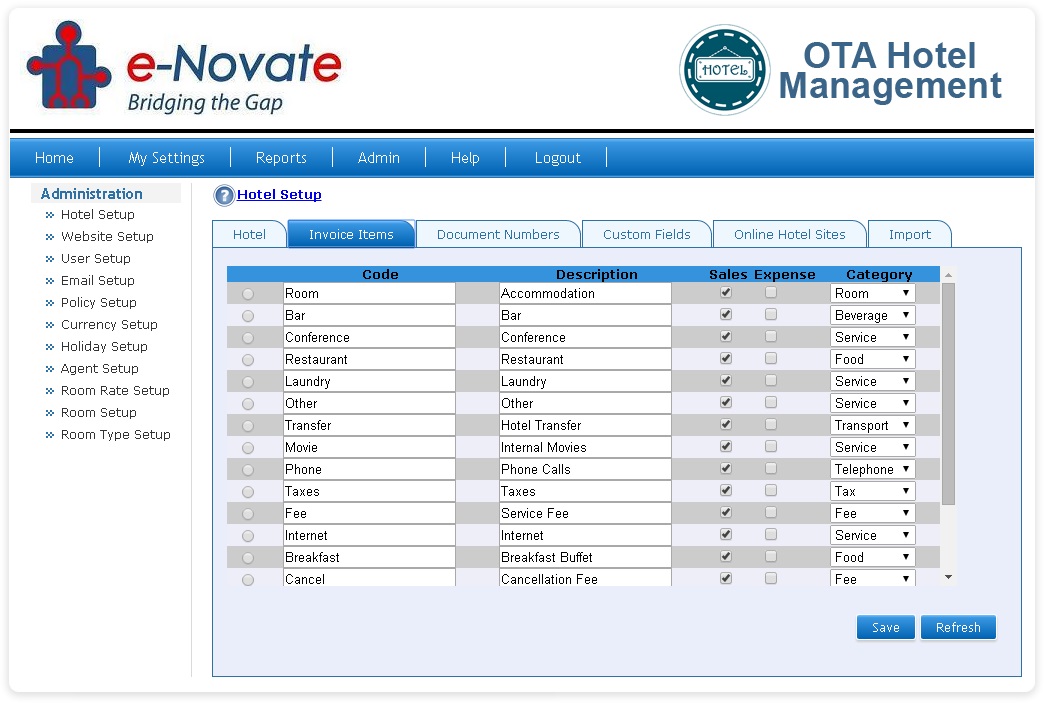 e-Novate
Bridging the Gap
HOTEL
OTA Hotel
Management
Home My Settings Reports Admin Help Logout
Administration
Hotel Setup
Website Setup
User Setup
Email Setup
Policy Setup
Currency Setup
Holiday Setup
Agent Setup
Room Rate Setup
Room Setup
Room Type Setup
? Hotel Setup
Hotel Invoice Items Document Numbers Custom Fields Online Hotel Sites Import
Code Description Sales Expense Category
Room Accommodation Room
Bar Bar Beverage
Conference Conference Service
Restaurant Restaurant Food
Laundry Laundry Service
Other Other Service
Transfer Hotel Transfer Transport
Movie Internal Movies Service
Phone Phone Calls Telephone
Taxes Taxes Tax
Fee Service Fee Fee
Internet Internet Service
Breakfast Breakfast Buffet Food
Cancel Cancellation Fee Fee
Save Refresh